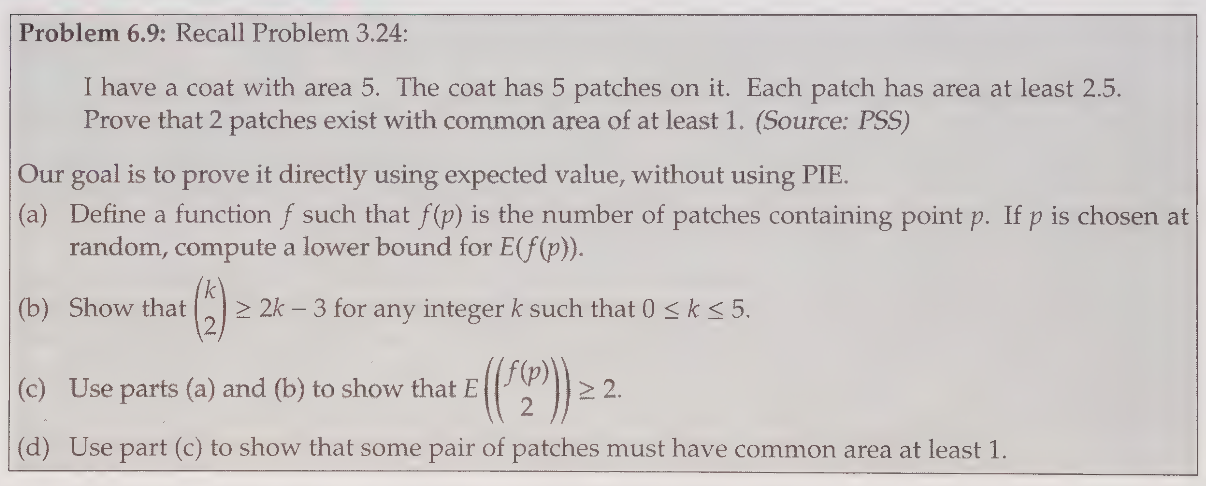 Problem 6.9: Recall Problem 3.24:
I have a coat with area 5. The coat has 5 patches on it. Each patch has area at least 2.5.
Prove that 2 patches exist with common area of at least 1. (Source: PSS)
Our goal is to prove it directly using expected value, without using PIE.
(a) Define a function f such that f(p) is the number of patches containing point p. If p is chosen at
random, compute a lower bound for E(f(p)).
(b) Show that \binom{k}{2} ≥ 2k − 3 for any integer k such that 0 ≤ k ≤ 5.
(c) Use parts (a) and (b) to show that E\left(\binom{f(p)}{2}\right) ≥ 2.
(d) Use part (c) to show that some pair of patches must have common area at least 1.